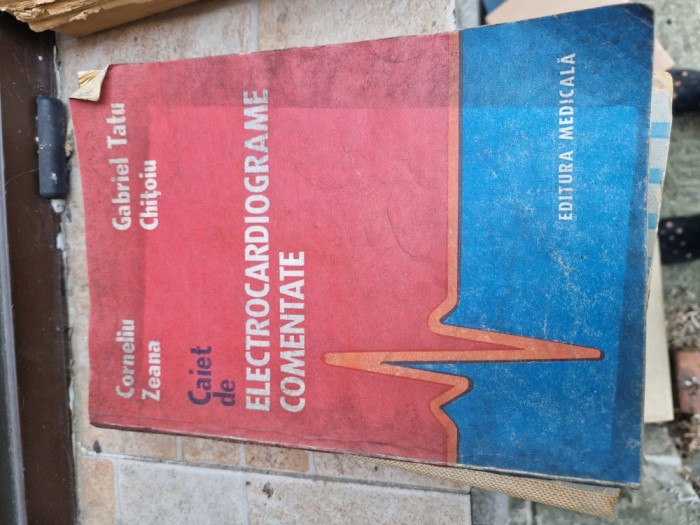 Corneliu
Zeana
Gabriel Tatu
Chițoiu
Caiet
de
ELECTROCARDIOGRAME
COMENTATE
EDITURA MEDICALĂ